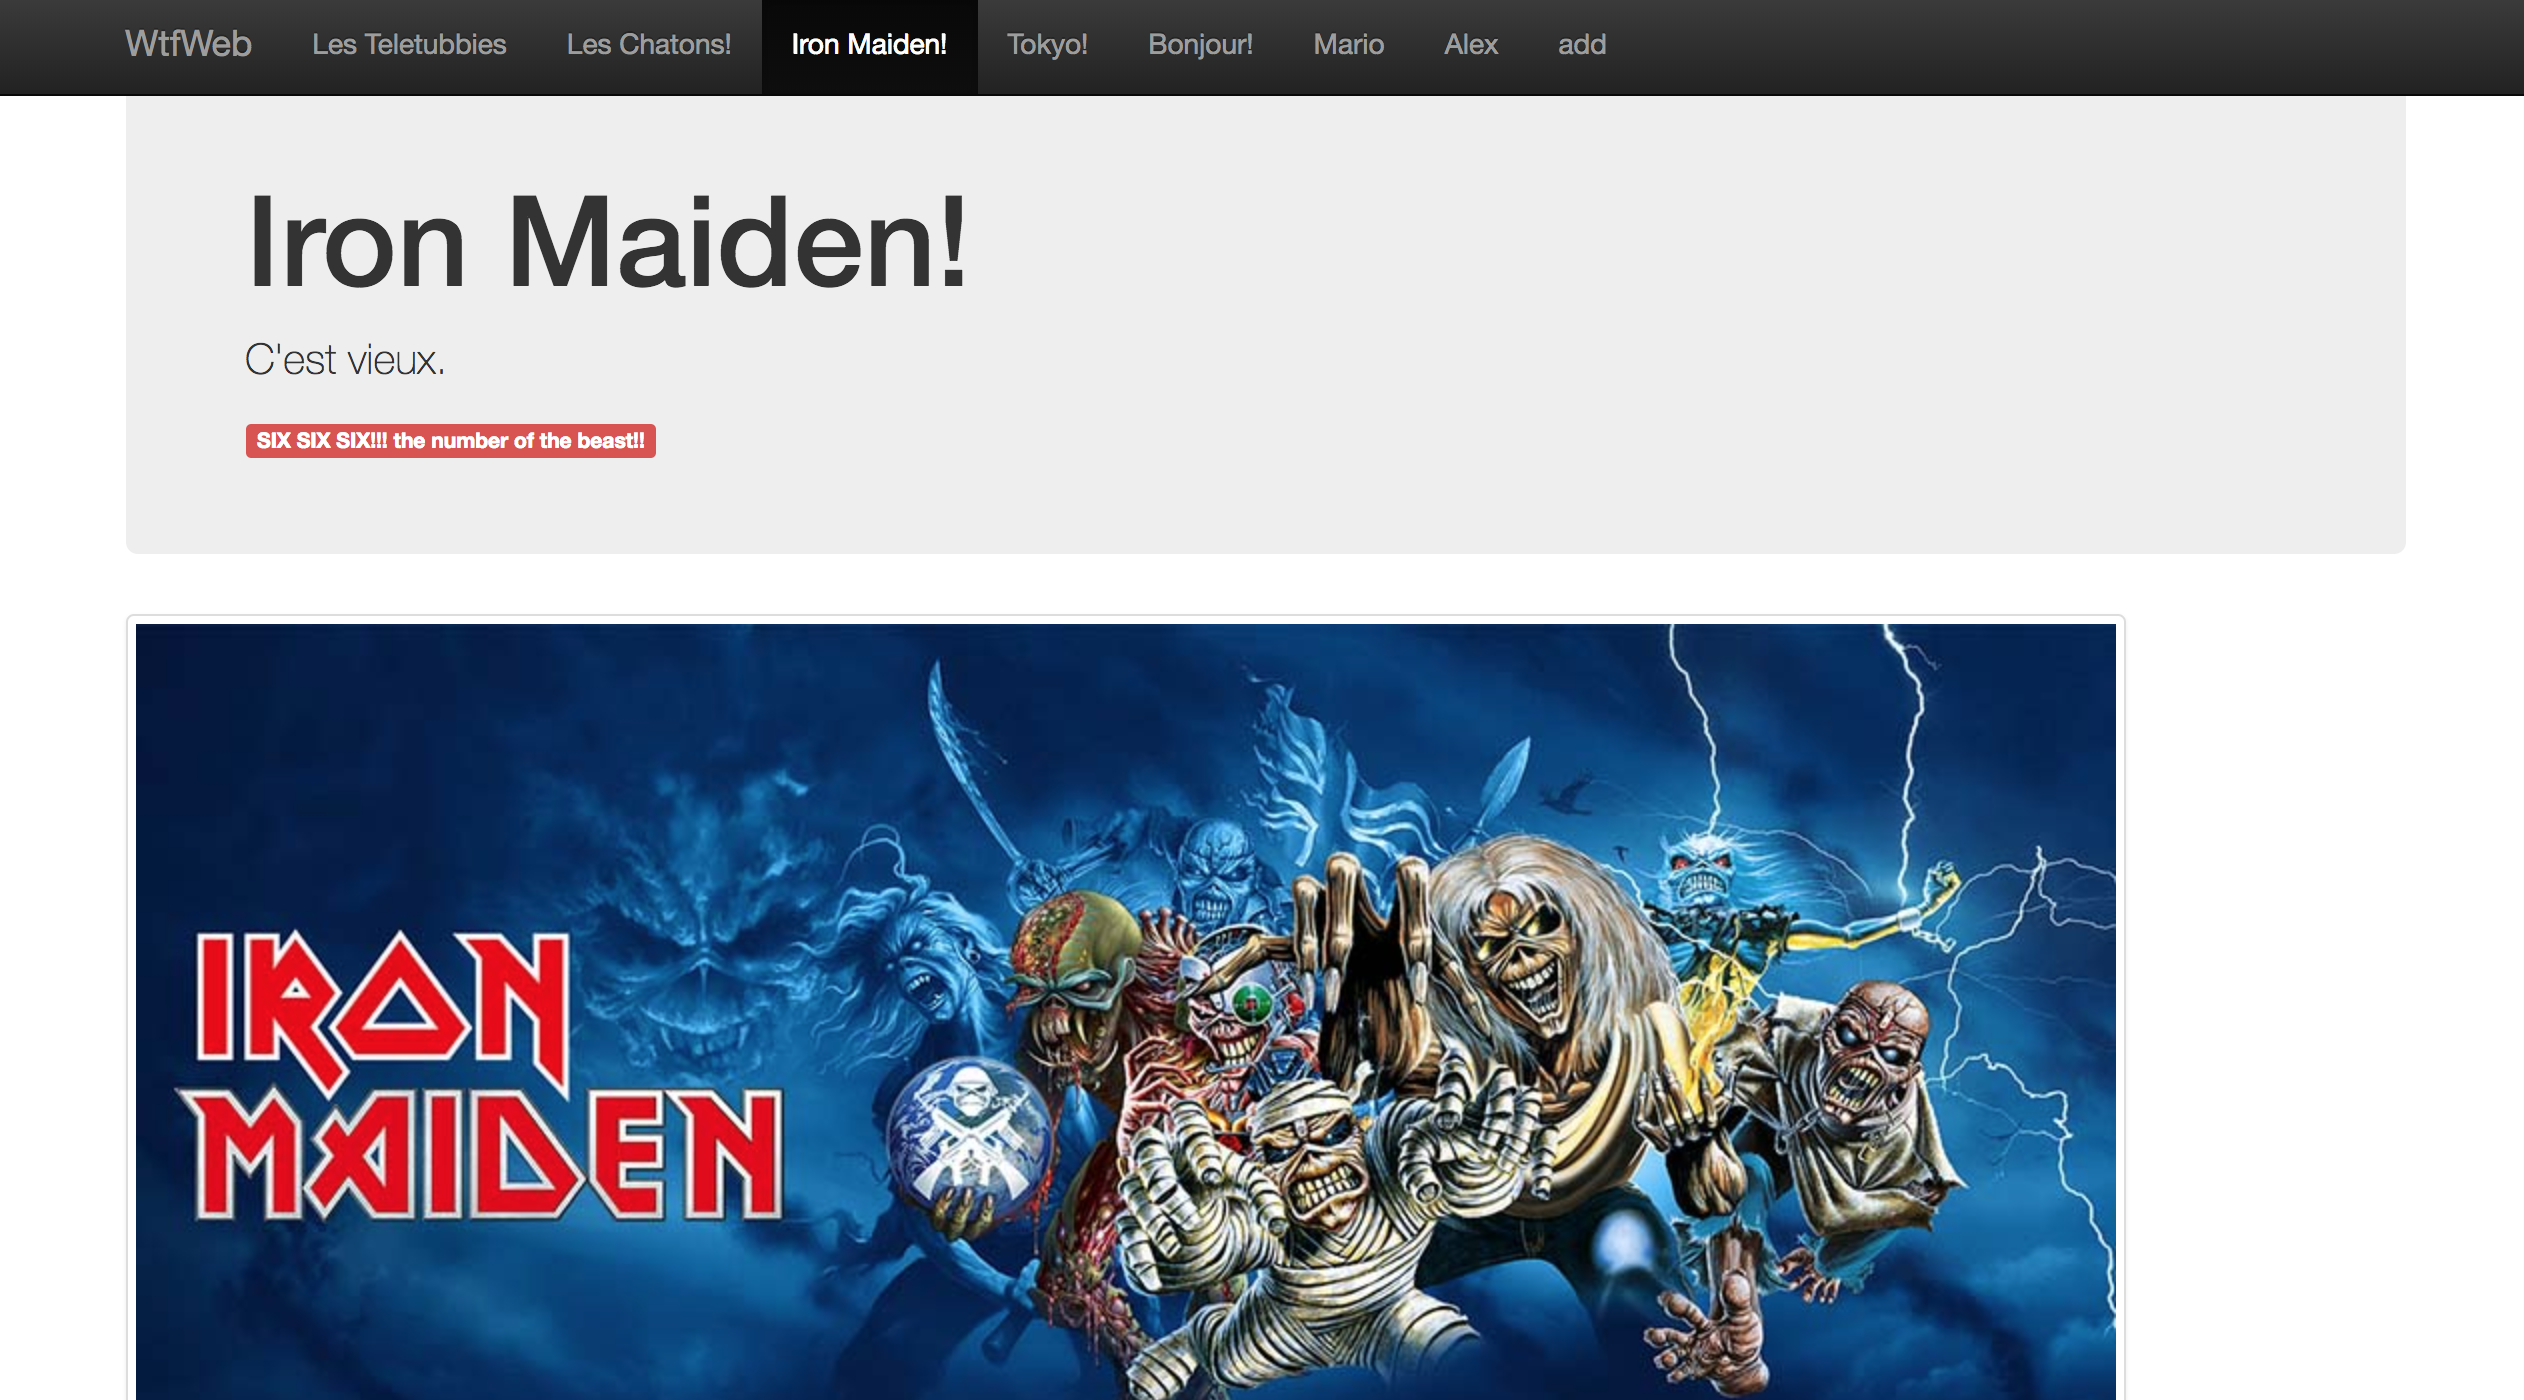 WtfWeb Les Teletubbies Les Chatons! Iron Maiden! Tokyo! Bonjour! Mario Alex add
Iron Maiden!
C'est vieux.
SIX SIX SIX!!! the number of the beast!!
IRON
MAIDEN